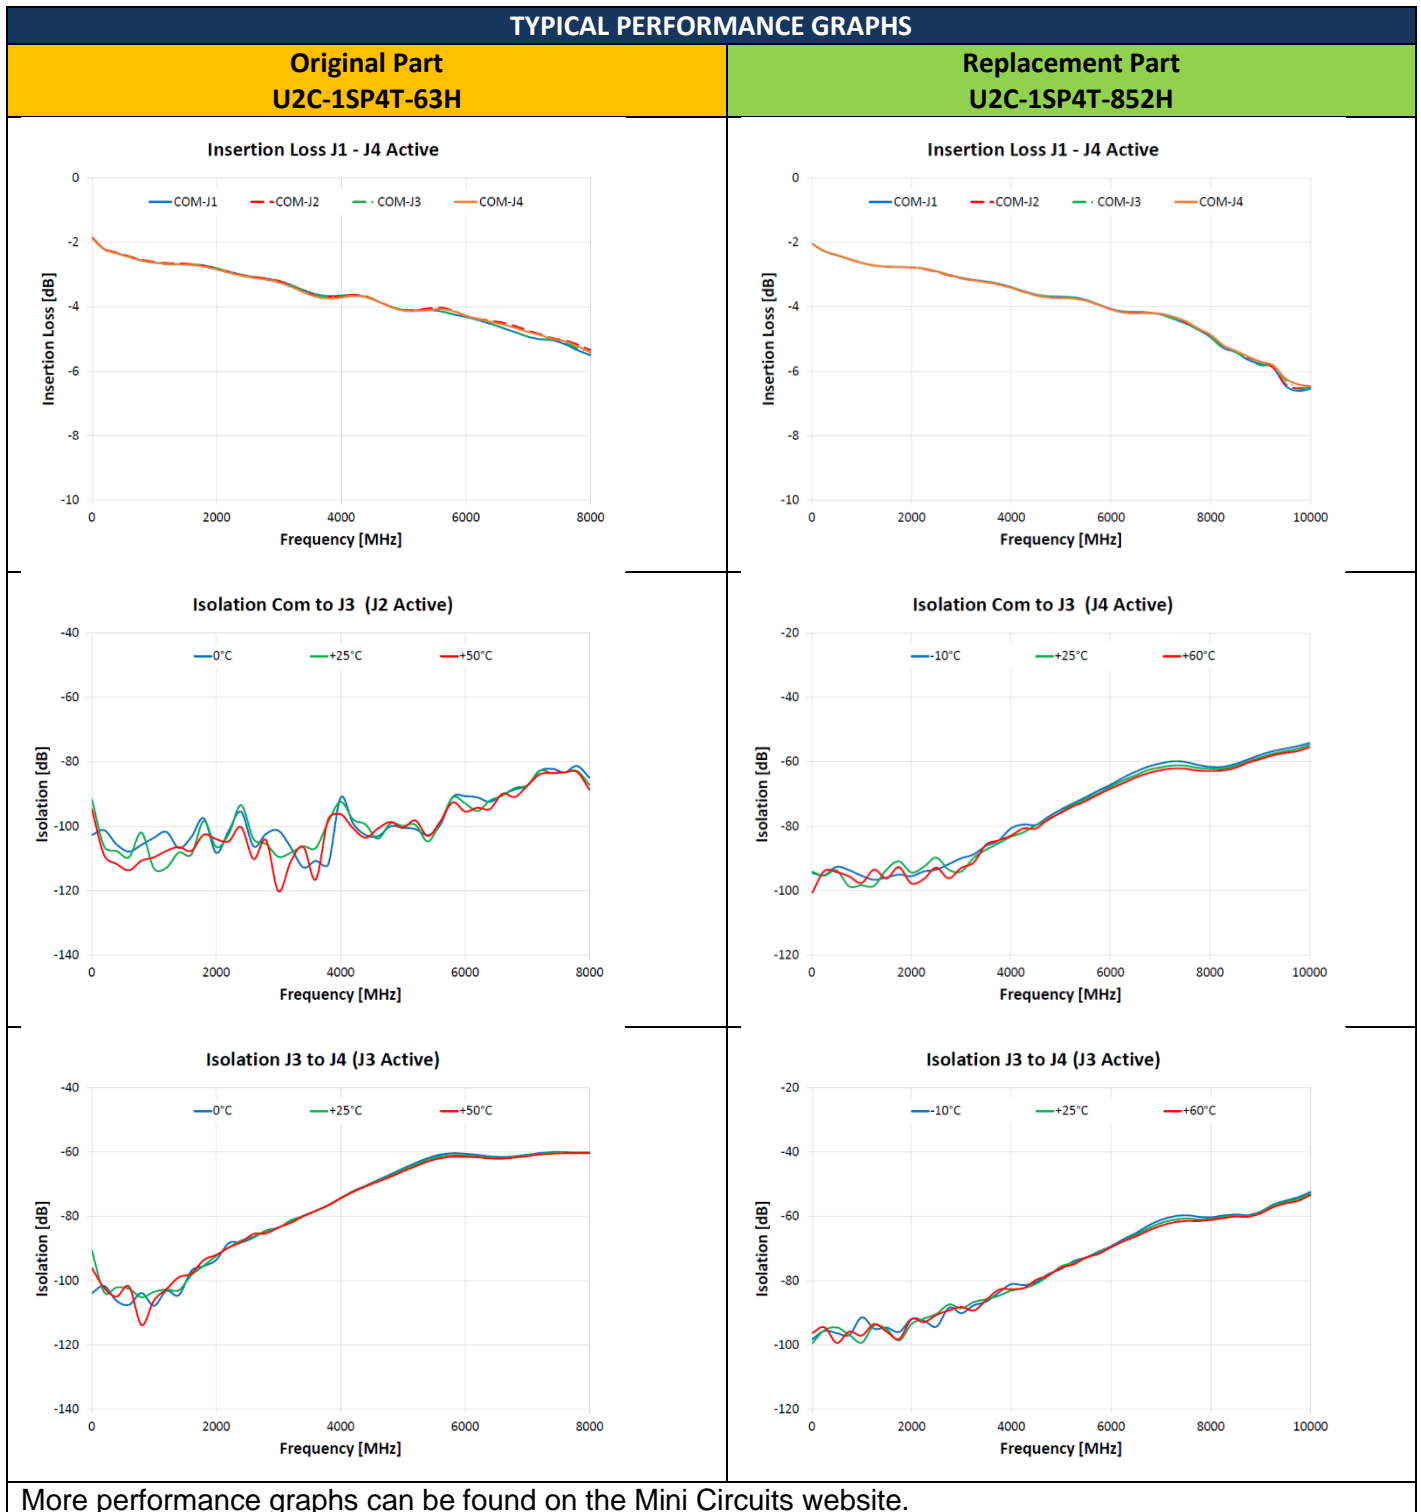 TYPICAL PERFORMANCE GRAPHS
Original Part
U2C-1SP4T-63H
Replacement Part
U2C-1SP4T-852H
Insertion Loss J1 - J4 Active
COM-J1 COM-J2 COM-J3 COM-J4
0
-2
-4
-6
-8
-10
Insertion Loss [dB]
0 2000 4000 6000 8000
Frequency [MHz]
Insertion Loss J1 - J4 Active
COM-J1 COM-J2 COM-J3 COM-J4
0
-2
-4
-6
-8
-10
Insertion Loss [dB]
0 2000 4000 6000 8000 10000
Frequency [MHz]
Isolation Com to J3 (J2 Active)
0°C +25°C +50°C
-40
-60
-80
-100
-120
-140
Isolation [dB]
0 2000 4000 6000 8000
Frequency [MHz]
Isolation Com to J3 (J4 Active)
-10°C +25°C +60°C
-20
-40
-60
-80
-100
-120
Isolation [dB]
0 2000 4000 6000 8000 10000
Frequency [MHz]
Isolation J3 to J4 (J3 Active)
0°C +25°C +50°C
-40
-60
-80
-100
-120
-140
Isolation [dB]
0 2000 4000 6000 8000
Frequency [MHz]
Isolation J3 to J4 (J3 Active)
-10°C +25°C +60°C
-20
-40
-60
-80
-100
-120
Isolation [dB]
0 2000 4000 6000 8000 10000
Frequency [MHz]
More performance graphs can be found on the Mini Circuits website.